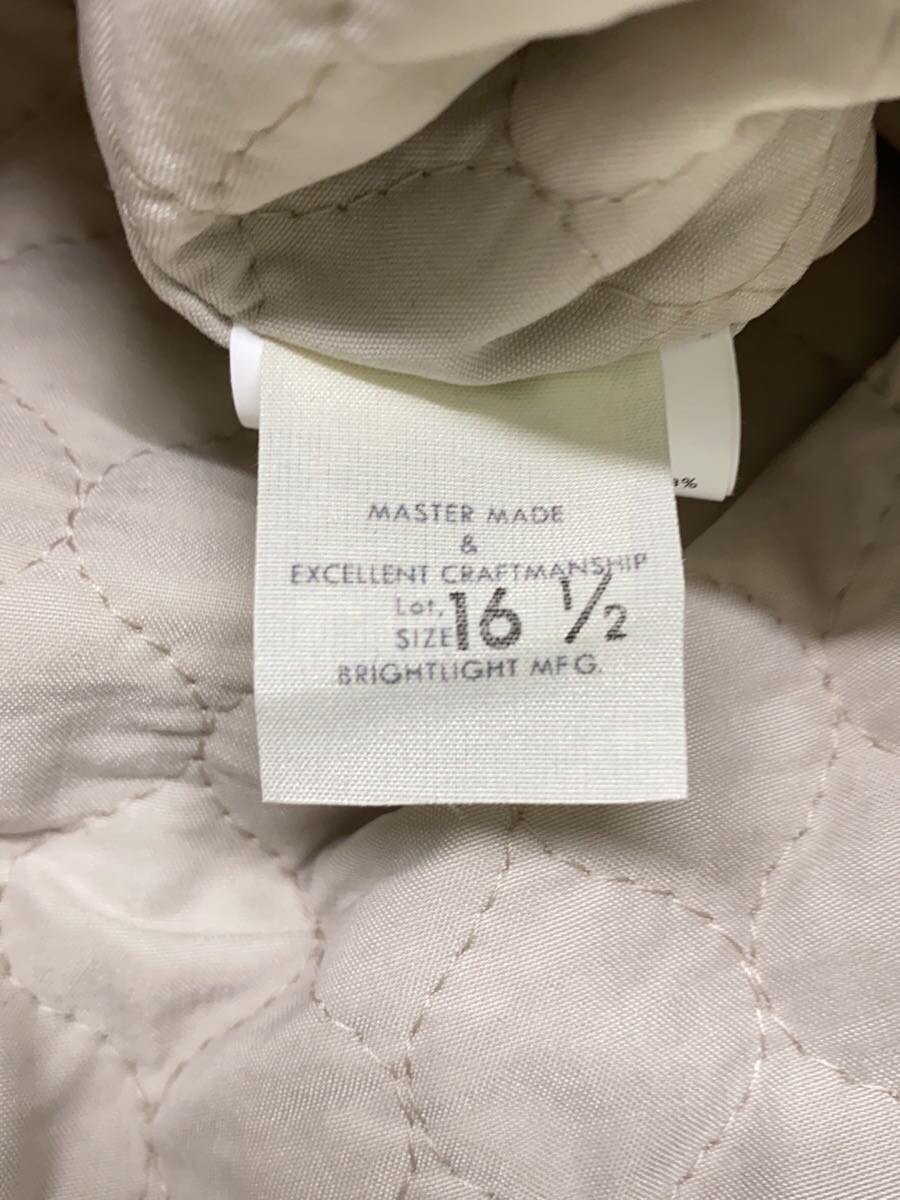 MASTER MADE
&
EXCELLENT CRAFTMANSHIP
Lot,
SIZE 16 1/2
BRIGHTLIGHT MFG.
%